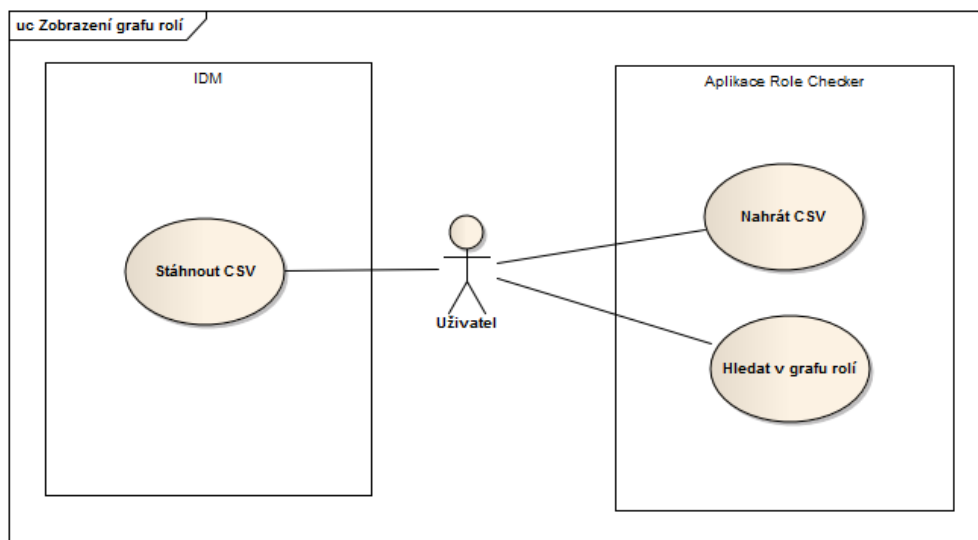 uc Zobrazení grafu rolí
IDM
Aplikace Role Checker
Nahrát CSV
Stáhnout CSV
Uživatel
Hledat v grafu rolí